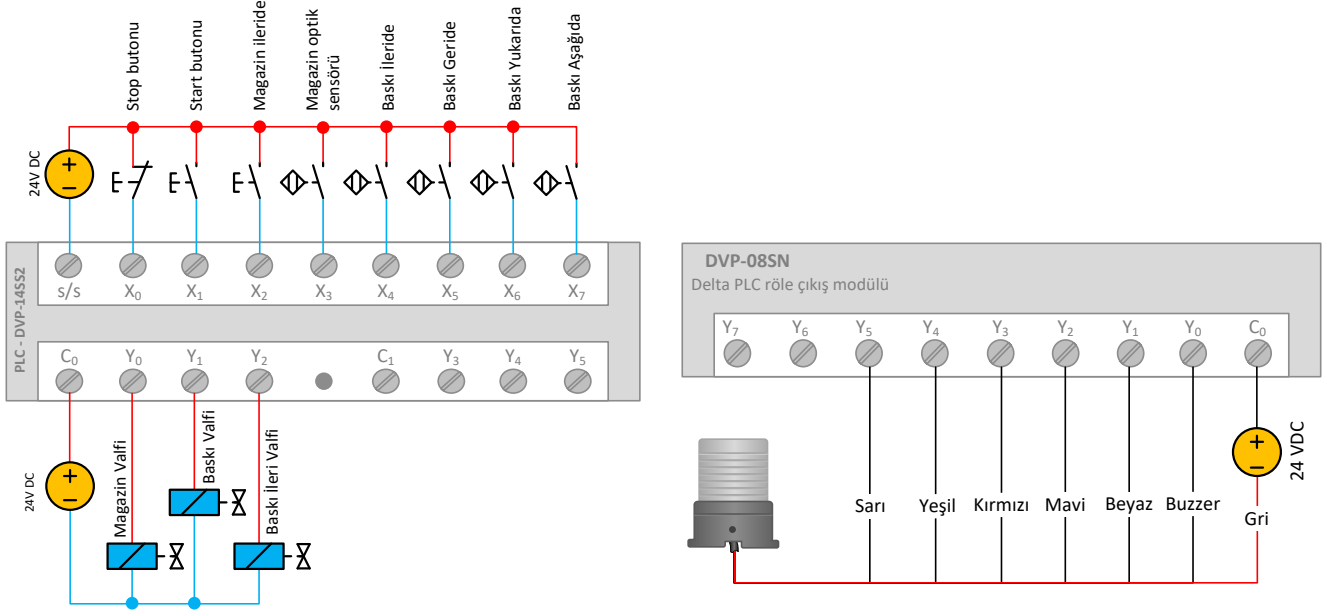 Stop butonu
Start butonu
Magazin ileride
Magazin optik
sensörü
Baskı İleride
Baskı Geride
Baskı Yukarıda
Baskı Aşağıda
24V DC
+
−
PLC - DVP-14SS2
s/s
X0
X1
X2
X3
X4
X5
X6
X7
C0
Y0
Y1
Y2
C1
Y3
Y4
Y5
24V DC
+
−
Magazin Valfi
Baskı Valfi
Baskı İleri Valfi
DVP-08SN
Delta PLC röle çıkış modülü
Y7
Y6
Y5
Y4
Y3
Y2
Y1
Y0
C0
+
−
24 VDC
Sarı
Yeşil
Kırmızı
Mavi
Beyaz
Buzzer
Gri